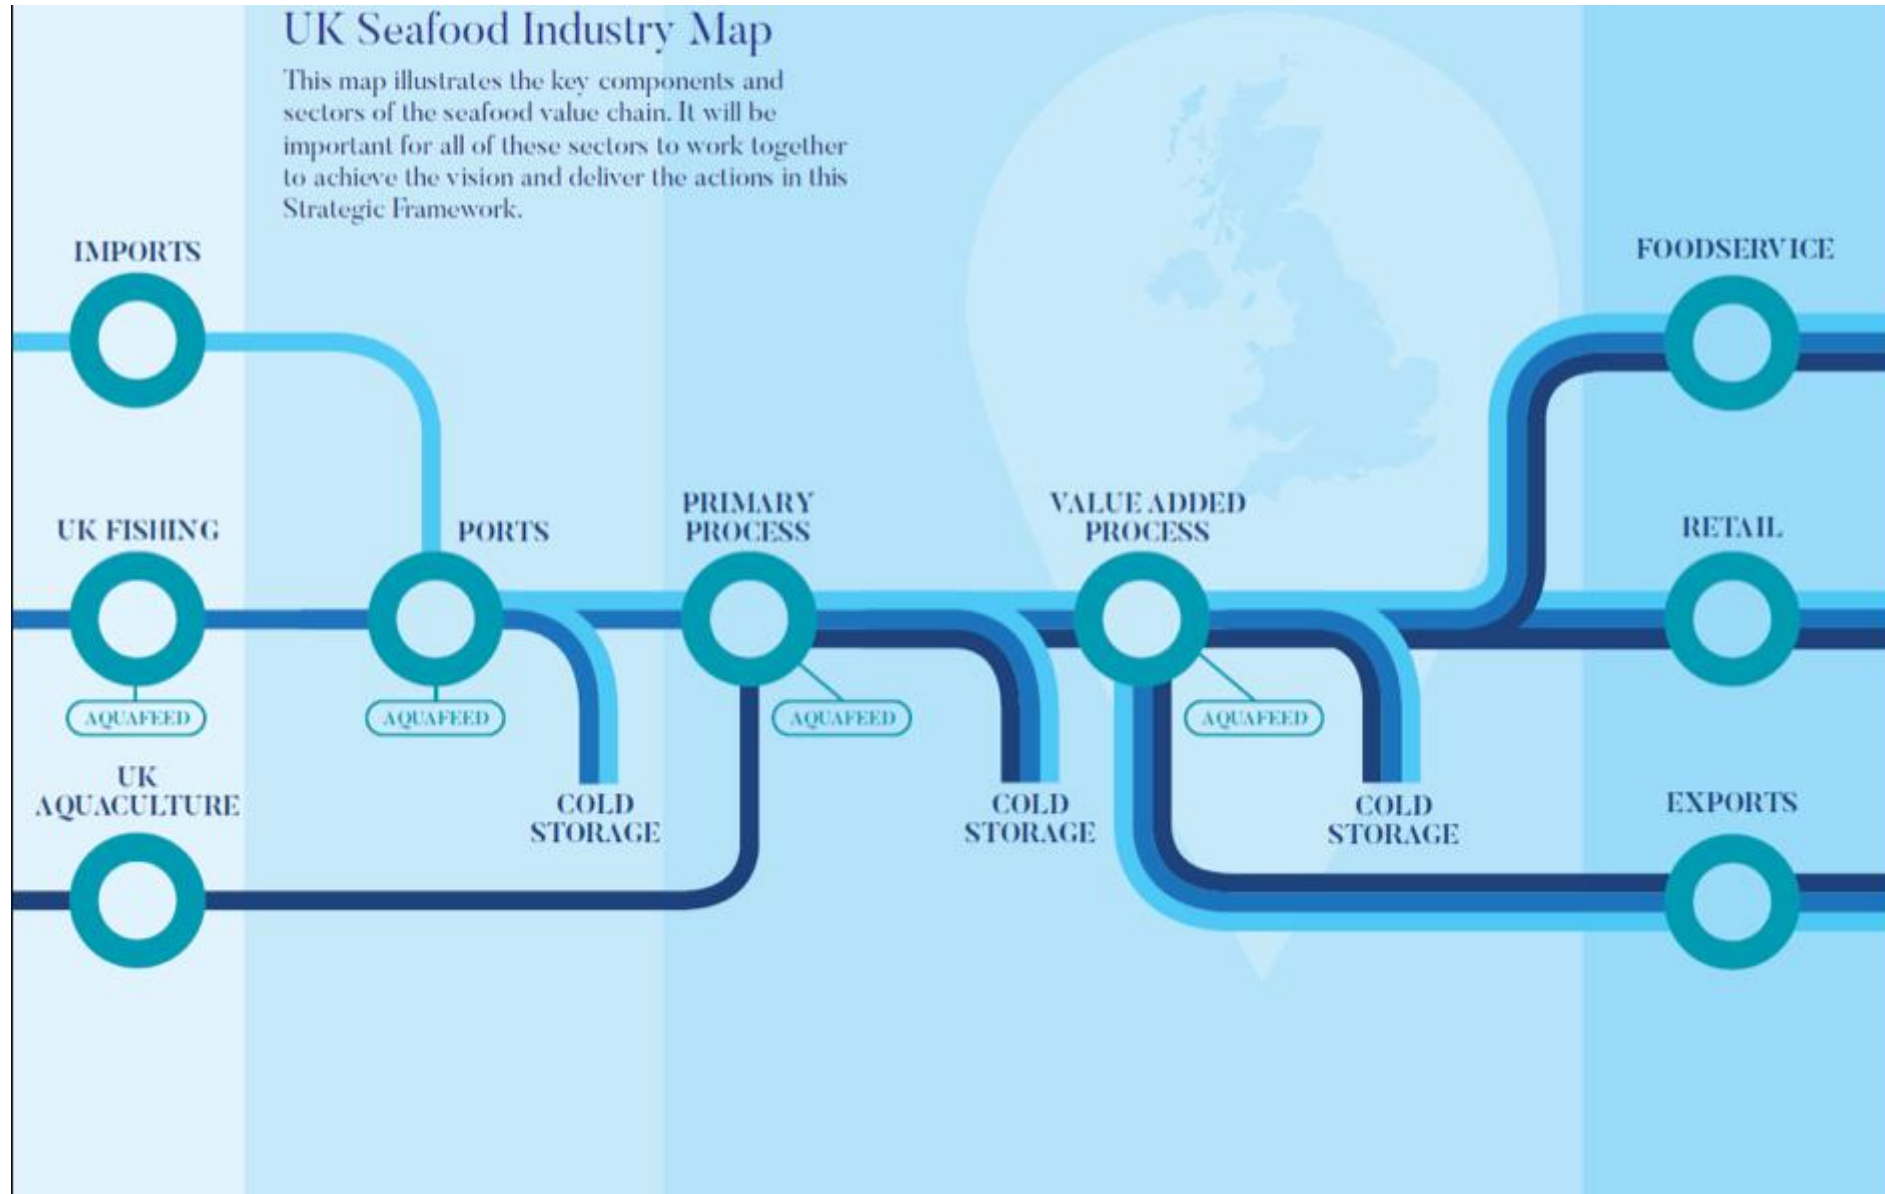 UK Seafood Industry Map
This map illustrates the key components and
sectors of the seafood value chain. It will be
important for all of these sectors to work together
to achieve the vision and deliver the actions in this
Strategic Framework.
IMPORTS
FOODSERVICE
UK FISHING
PORTS
PRIMARY
PROCESS
VALUE ADDED
PROCESS
RETAIL
AQUAFEED
AQUAFEED
AQUAFEED
AQUAFEED
UK
AQUACULTURE
COLD
STORAGE
COLD
STORAGE
COLD
STORAGE
EXPORTS